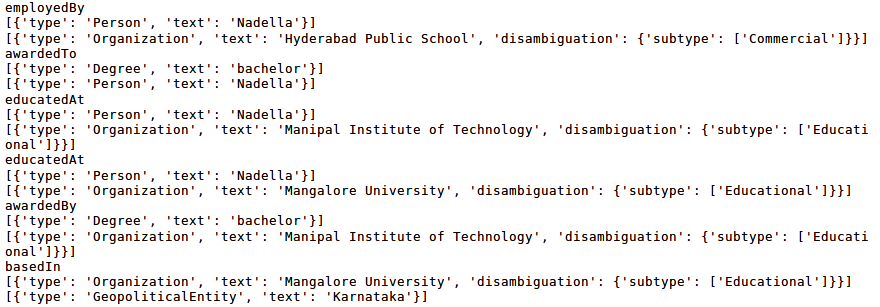 employedBy
[{'type': 'Person', 'text': 'Nadella'}]
[{'type': 'Organization', 'text': 'Hyderabad Public School', 'disambiguation': {'subtype': ['Commercial']}}]
awardedTo
[{'type': 'Degree', 'text': 'bachelor'}]
[{'type': 'Person', 'text': 'Nadella'}]
educatedAt
[{'type': 'Person', 'text': 'Nadella'}]
[{'type': 'Organization', 'text': 'Manipal Institute of Technology', 'disambiguation': {'subtype': ['Educati
onal']}}]
educatedAt
[{'type': 'Person', 'text': 'Nadella'}]
[{'type': 'Organization', 'text': 'Mangalore University', 'disambiguation': {'subtype': ['Educational']}}]
awardedBy
[{'type': 'Degree', 'text': 'bachelor'}]
[{'type': 'Organization', 'text': 'Manipal Institute of Technology', 'disambiguation': {'subtype': ['Educati
onal']}}]
basedIn
[{'type': 'Organization', 'text': 'Mangalore University', 'disambiguation': {'subtype': ['Educational']}}]
[{'type': 'GeopoliticalEntity', 'text': 'Karnataka'}]